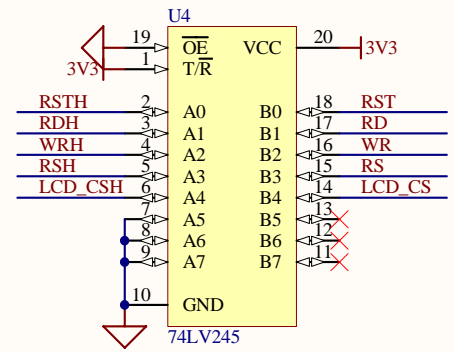 U4
19 OE VCC 20 3V3
3V3 1 T/R
RSTH 2 A0 B0 18 RST
RDH 3 A1 B1 17 RD
WRH 4 A2 B2 16 WR
RSH 5 A3 B3 15 RS
LCD_CSH 6 A4 B4 14 LCD_CS
7 A5 B5 13
8 A6 B6 12
9 A7 B7 11
10 GND
74LV245